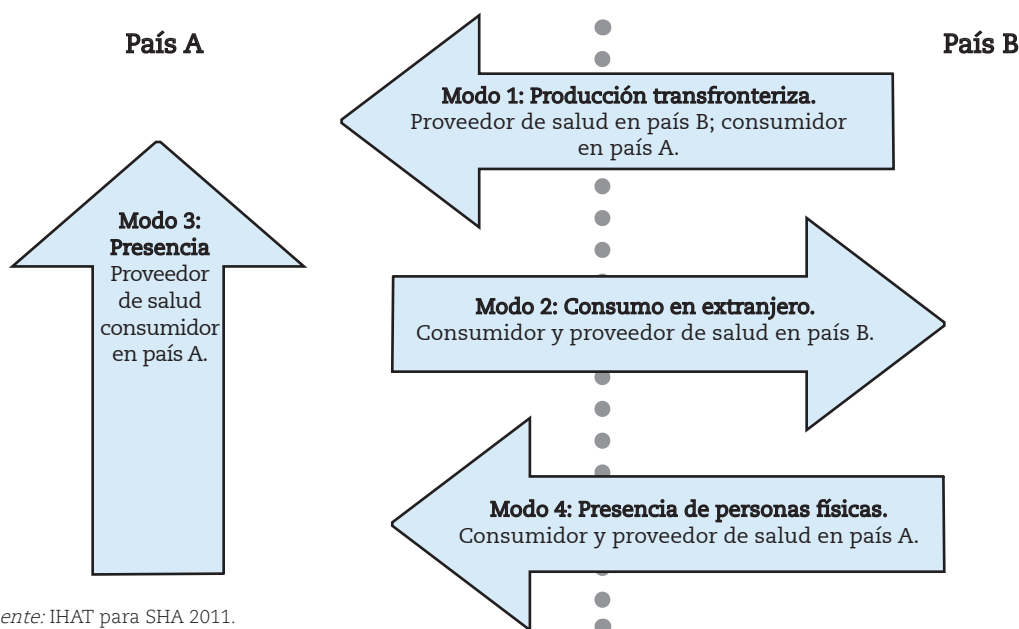 País A
País B
Modo 1: Producción transfronteriza.
Proveedor de salud en país B; consumidor
en país A.
Modo 3:
Presencia
Proveedor
de salud
consumidor
en país A.
Modo 2: Consumo en extranjero.
Consumidor y proveedor de salud en país B.
Modo 4: Presencia de personas físicas.
Consumidor y proveedor de salud en país A.
ente: IHAT para SHA 2011.